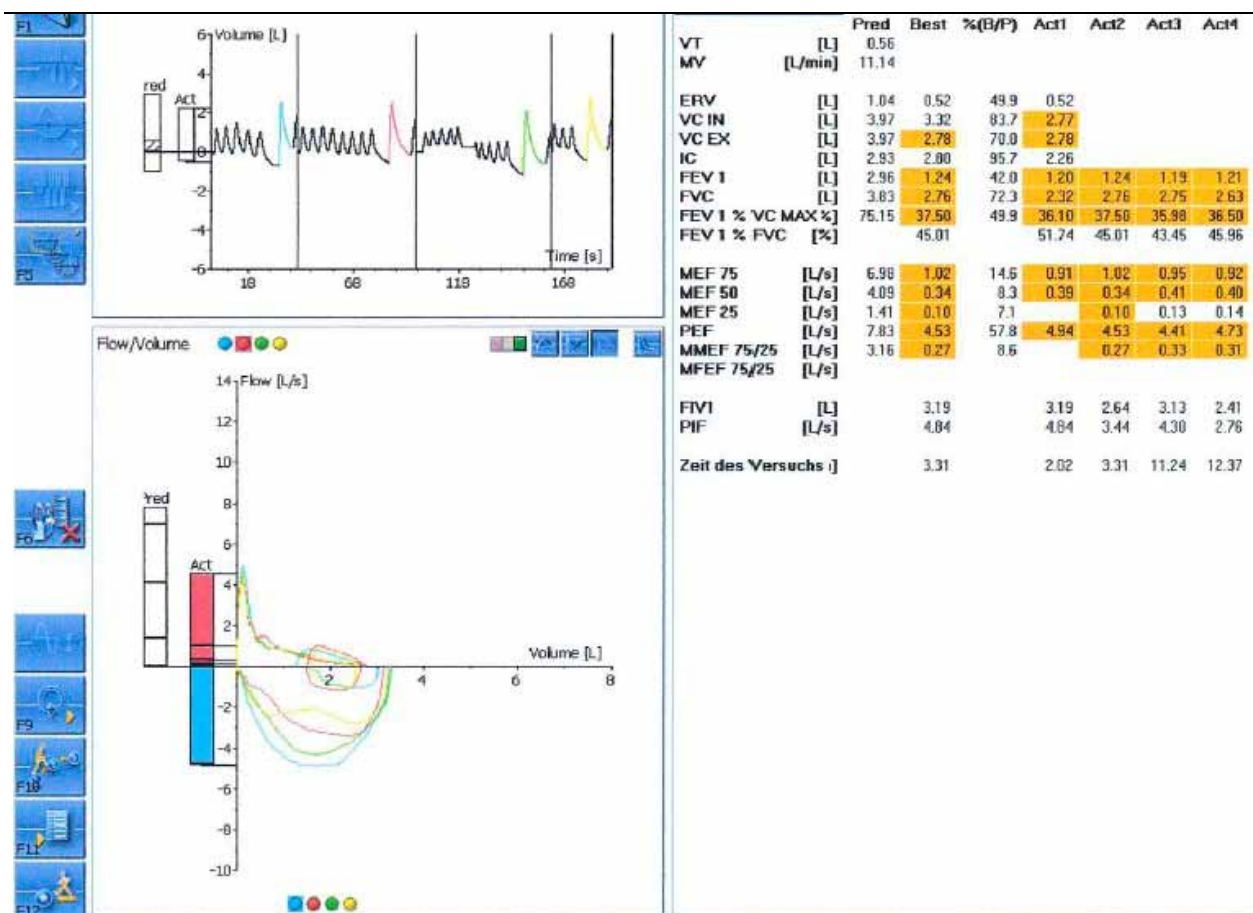 F1
F5
F6
F9
F10
F11
F12
Volume [L]
6
4
2
0
-2
-4
-6
red
Act
Time [s]
18 68 118 168
Flow/Volume
14 Flow [L/s]
12
10
8
6
4
2
-2
-4
-6
-8
-10
Act
Volume [L]
2 4 6 8
Pred Best %(B/P) Act1 Act2 Act3 Act4
VT [L] 0.56
MV [L/min] 11.14
ERV [L] 1.04 0.52 49.9 0.52
VC IN [L] 3.97 3.32 83.7 2.77
VC EX [L] 3.97 2.78 70.0 2.78
IC [L] 2.93 2.80 95.7 2.26
FEV 1 [L] 2.96 1.24 42.0 1.20 1.24 1.19 1.21
FVC [L] 3.83 2.76 72.3 2.32 2.76 2.75 2.63
FEV 1 % VC MAX %] 75.15 37.50 49.9 36.10 37.50 35.98 36.50
FEV 1 % FVC [%] 45.01 51.74 45.01 43.45 45.96
MEF 75 [L/s] 6.98 1.02 14.6 0.91 1.02 0.95 0.92
MEF 50 [L/s] 4.09 0.34 8.3 0.39 0.34 0.41 0.40
MEF 25 [L/s] 1.41 0.10 7.1 0.10 0.13 0.14
PEF [L/s] 7.83 4.53 57.8 4.94 4.53 4.41 4.73
MMEF 75/25 [L/s] 3.16 0.27 8.6 0.27 0.33 0.31
MFEF 75/25 [L/s]
FIV1 [L] 3.19 3.19 2.64 3.13 2.41
PIF [L/s] 4.84 4.84 3.44 4.30 2.76
Zeit des Versuchs ] 3.31 2.02 3.31 11.24 12.37